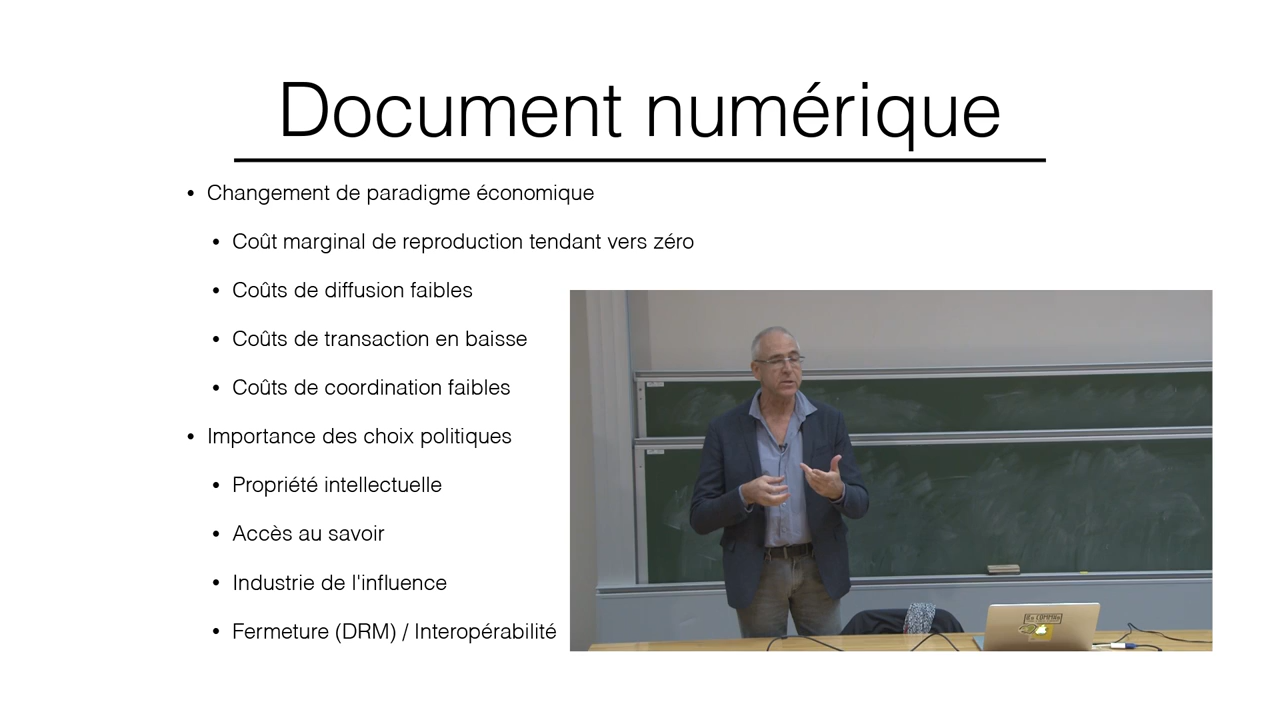 Document numérique
• Changement de paradigme économique
• Coût marginal de reproduction tendant vers zéro
• Coûts de diffusion faibles
• Coûts de transaction en baisse
• Coûts de coordination faibles
• Importance des choix politiques
• Propriété intellectuelle
• Accès au savoir
• Industrie de l'influence
• Fermeture (DRM) / Interopérabilité